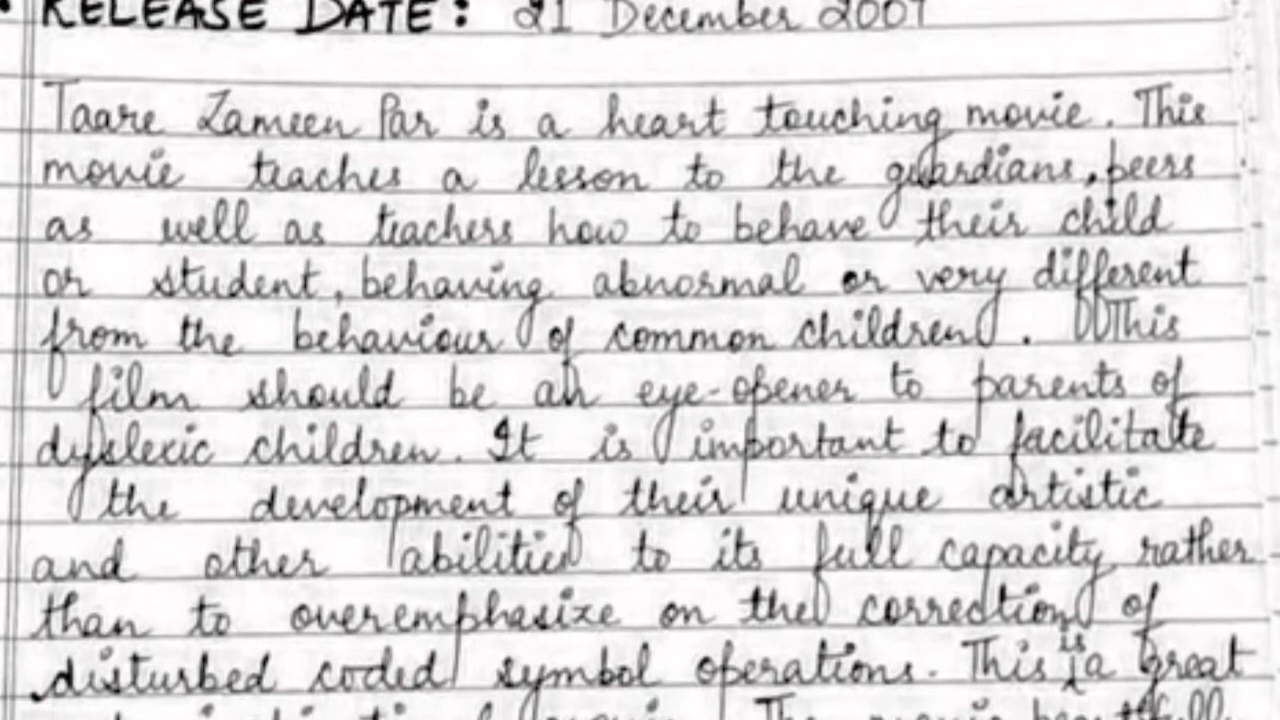 • RELEASE DATE: 21 December 2007
Taare Zameen Par is a heart touching movie. This
movie teaches a lesson to the guardians, peers
as well as teachers how to behave their child
or student, behaving abnormal or very different
from the behaviour of common children. This
film should be an eye-opener to parents of
dyslexic children. It is important to facilitate
the development of their unique artistic
and other abilities to its full capacity rather
than to overemphasize on the correction of
disturbed coded symbol operations. This is a great
movie. The movie